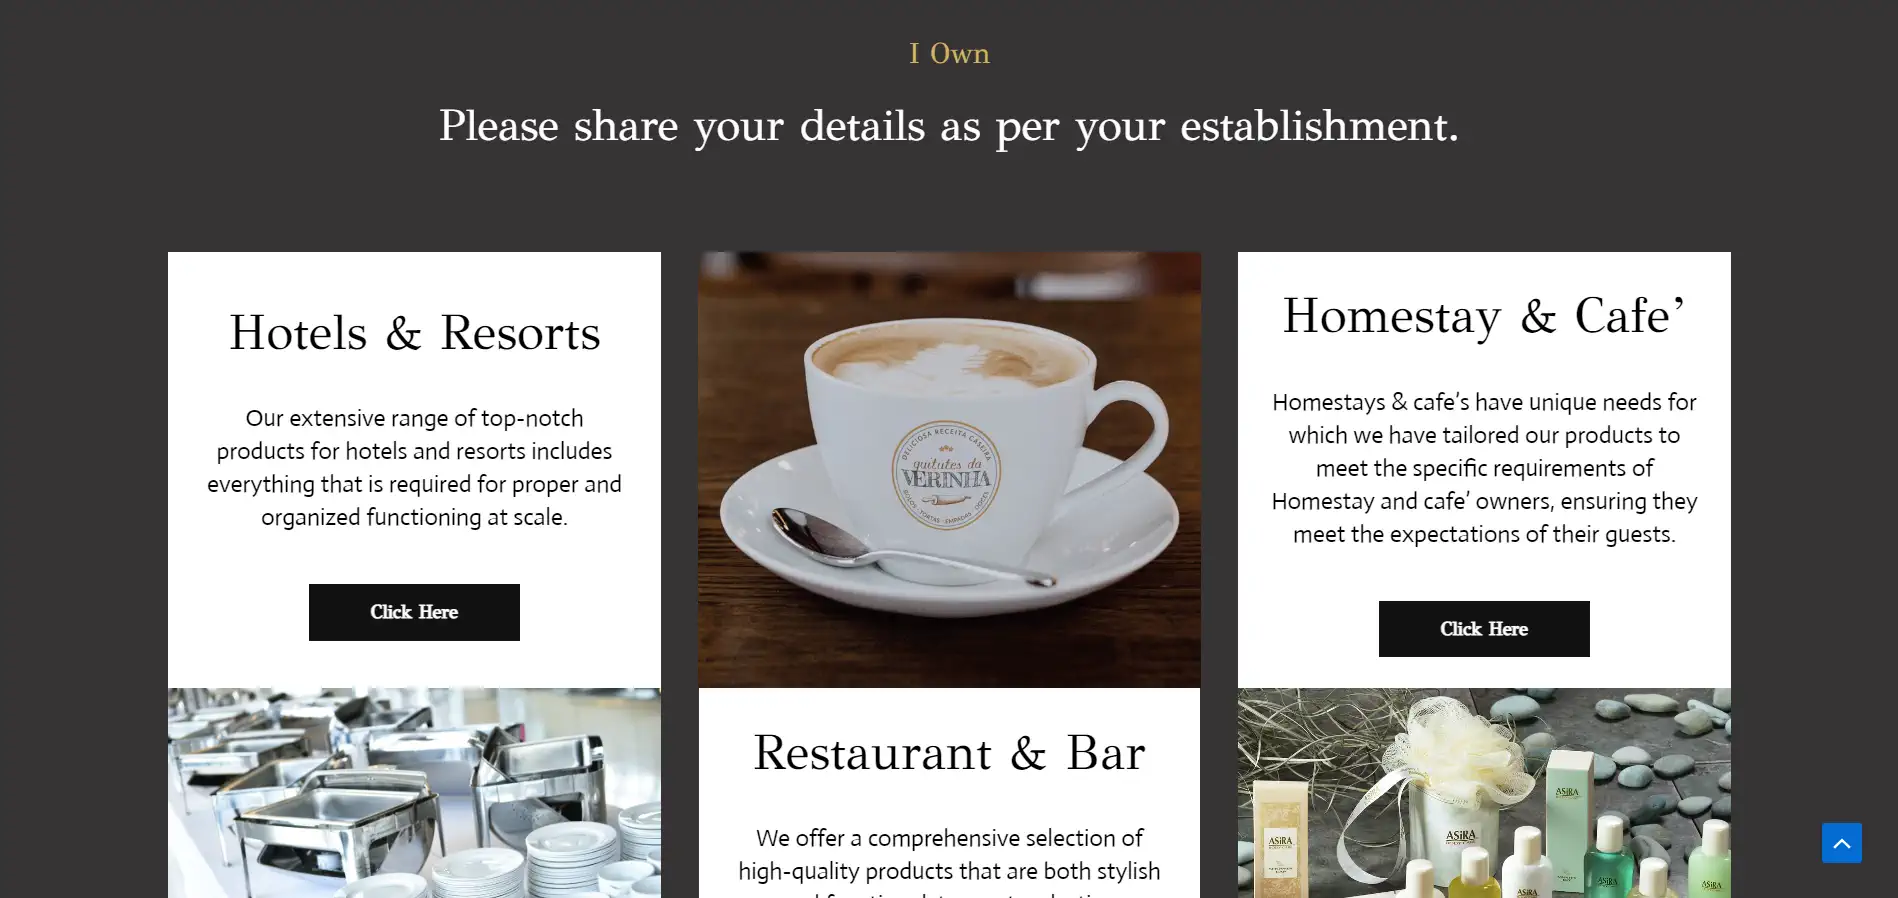 I Own
Please share your details as per your establishment.
Hotels & Resorts
Our extensive range of top-notch
products for hotels and resorts includes
everything that is required for proper and
organized functioning at scale.
Click Here
DELICIOSA RECEITA CASEIRA
quitutes da
VERINHA
BOLOS · TORTAS · EMPADAS · DOCES
Restaurant & Bar
We offer a comprehensive selection of
high-quality products that are both stylish
Homestay & Cafe’
Homestays & cafe’s have unique needs for
which we have tailored our products to
meet the specific requirements of
Homestay and cafe’ owners, ensuring they
meet the expectations of their guests.
Click Here
ASiRA
ASiRA
ASiRA
ASiRA
ASiRA
ASiRA